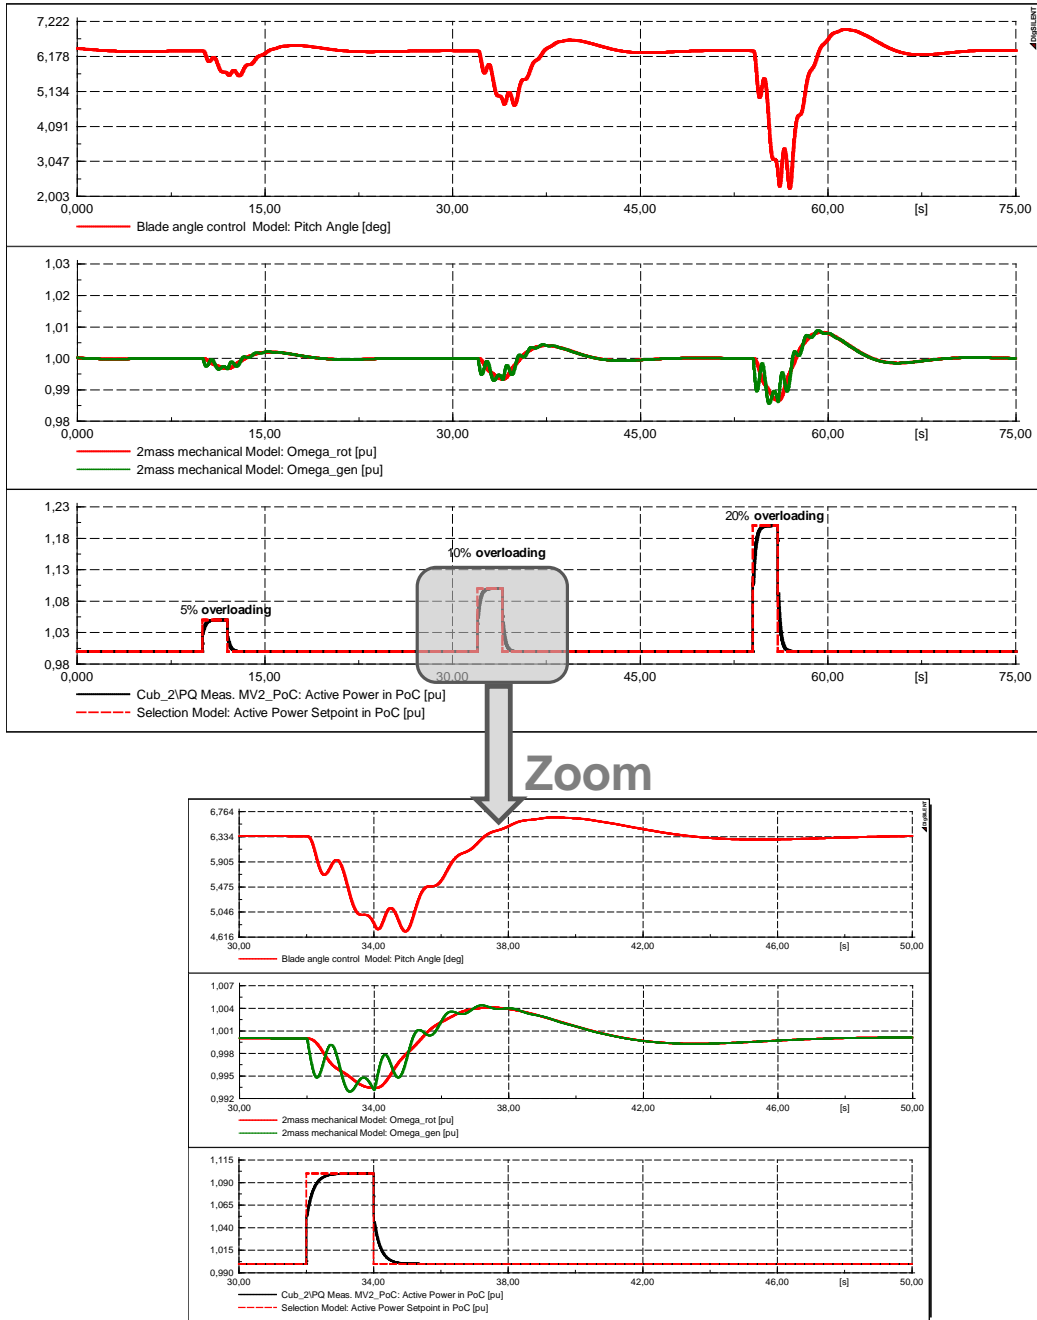 7,222
6,178
5,134
4,091
3,047
2,003
0,000 15,00 30,00 45,00 60,00 [s] 75,00
Blade angle control Model: Pitch Angle [deg]
DIgSILENT
1,03
1,02
1,01
1,00
0,99
0,98
0,000 15,00 30,00 45,00 60,00 [s] 75,00
2mass mechanical Model: Omega_rot [pu]
2mass mechanical Model: Omega_gen [pu]
1,23
1,18
1,13
1,08
1,03
0,98
5% overloading
10% overloading
20% overloading
0,000 15,00 30,00 45,00 60,00 [s] 75,00
Cub_2\PQ Meas. MV2_PoC: Active Power in PoC [pu]
Selection Model: Active Power Setpoint in PoC [pu]
Zoom
6,764
6,334
5,905
5,475
5,046
4,616
30,00 34,00 38,00 42,00 46,00 [s] 50,00
Blade angle control Model: Pitch Angle [deg]
DIgSILENT
1,007
1,004
1,001
0,998
0,995
0,992
30,00 34,00 38,00 42,00 46,00 [s] 50,00
2mass mechanical Model: Omega_rot [pu]
2mass mechanical Model: Omega_gen [pu]
1,115
1,090
1,065
1,040
1,015
0,990
30,00 34,00 38,00 42,00 46,00 [s] 50,00
Cub_2\PQ Meas. MV2_PoC: Active Power in PoC [pu]
Selection Model: Active Power Setpoint in PoC [pu]